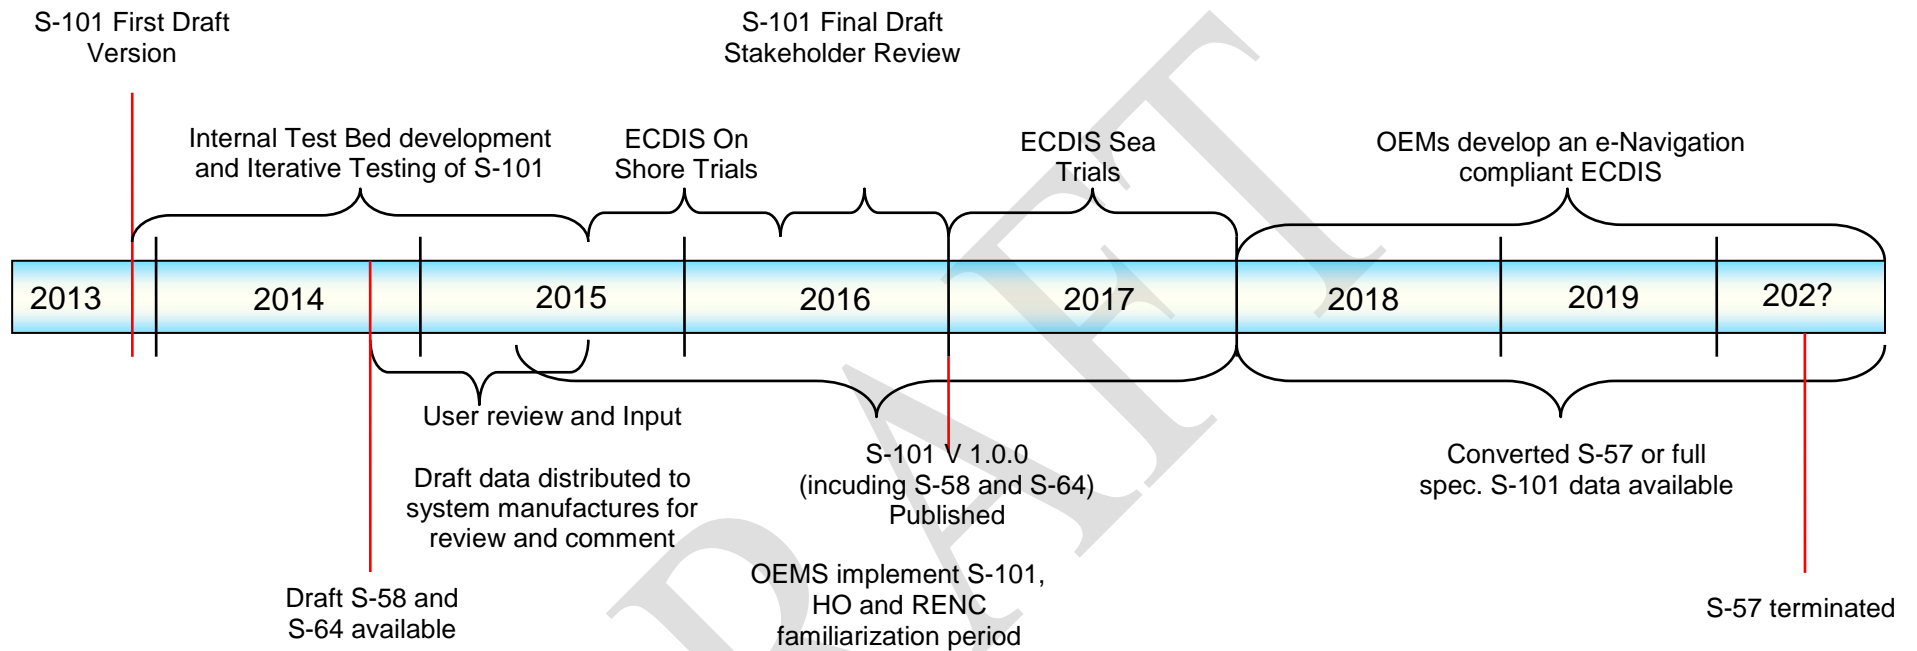 S-101 First Draft
Version
S-101 Final Draft
Stakeholder Review
Internal Test Bed development
and Iterative Testing of S-101
ECDIS On
Shore Trials
ECDIS Sea
Trials
OEMs develop an e-Navigation
compliant ECDIS
2013
2014
2015
2016
2017
2018
2019
202?
User review and Input
Draft data distributed to
system manufactures for
review and comment
Draft S-58 and
S-64 available
S-101 V 1.0.0
(incuding S-58 and S-64)
Published
OEMS implement S-101,
HO and RENC
familiarization period
Converted S-57 or full
spec. S-101 data available
S-57 terminated
RAFT